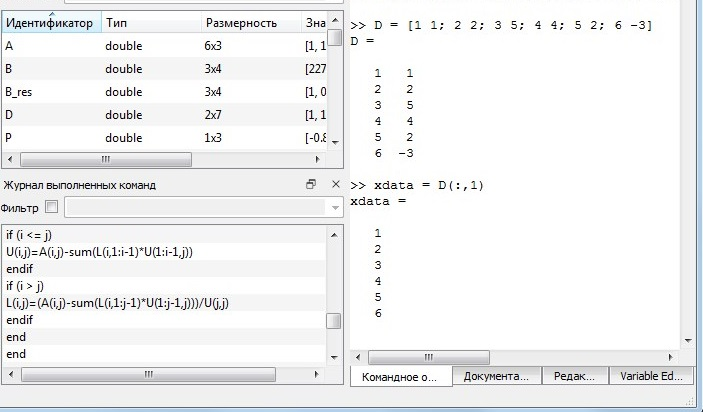 Идентификатор Тип Размерность Зна
A double 6x3 [1, 1
B double 3x4 [227
B_res double 3x4 [1, 0
D double 2x7 [1, 1
P double 1x3 [-0.8
Журнал выполненных команд
Фильтр
if (i <= j)
U(i,j)=A(i,j)-sum(L(i,1:i-1)*U(1:i-1,j))
endif
if (i > j)
L(i,j)=(A(i,j)-sum(L(i,1:j-1)*U(1:j-1,j)))/U(j,j)
endif
end
end
>> D = [1 1; 2 2; 3 5; 4 4; 5 2; 6 -3]
D =
1 1
2 2
3 5
4 4
5 2
6 -3
>> xdata = D(:,1)
xdata =
1
2
3
4
5
6
Командное о... Документа... Редак... Variable Ed...